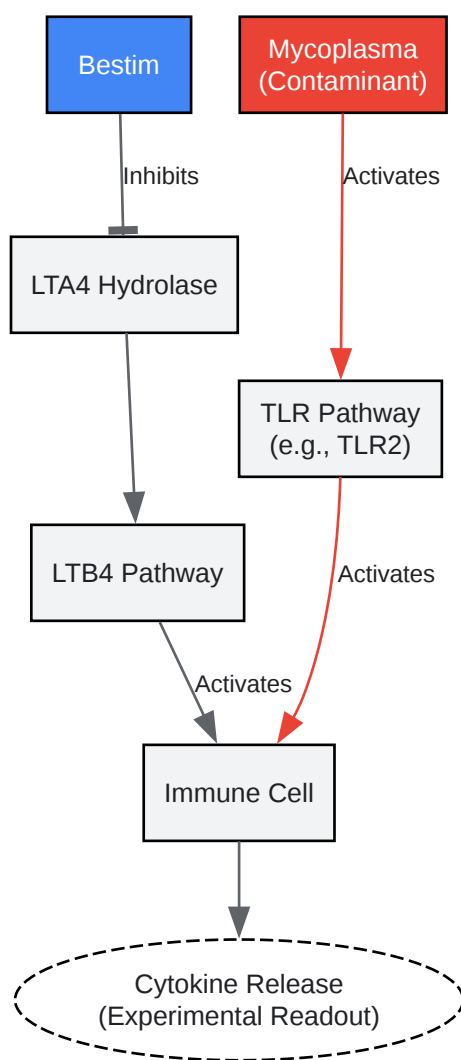 Bestim
Mycoplasma
(Contaminant)
Inhibits
Activates
LTA4 Hydrolase
TLR Pathway
(e.g., TLR2)
LTB4 Pathway
Activates
Activates
Immune Cell
Cytokine Release
(Experimental Readout)